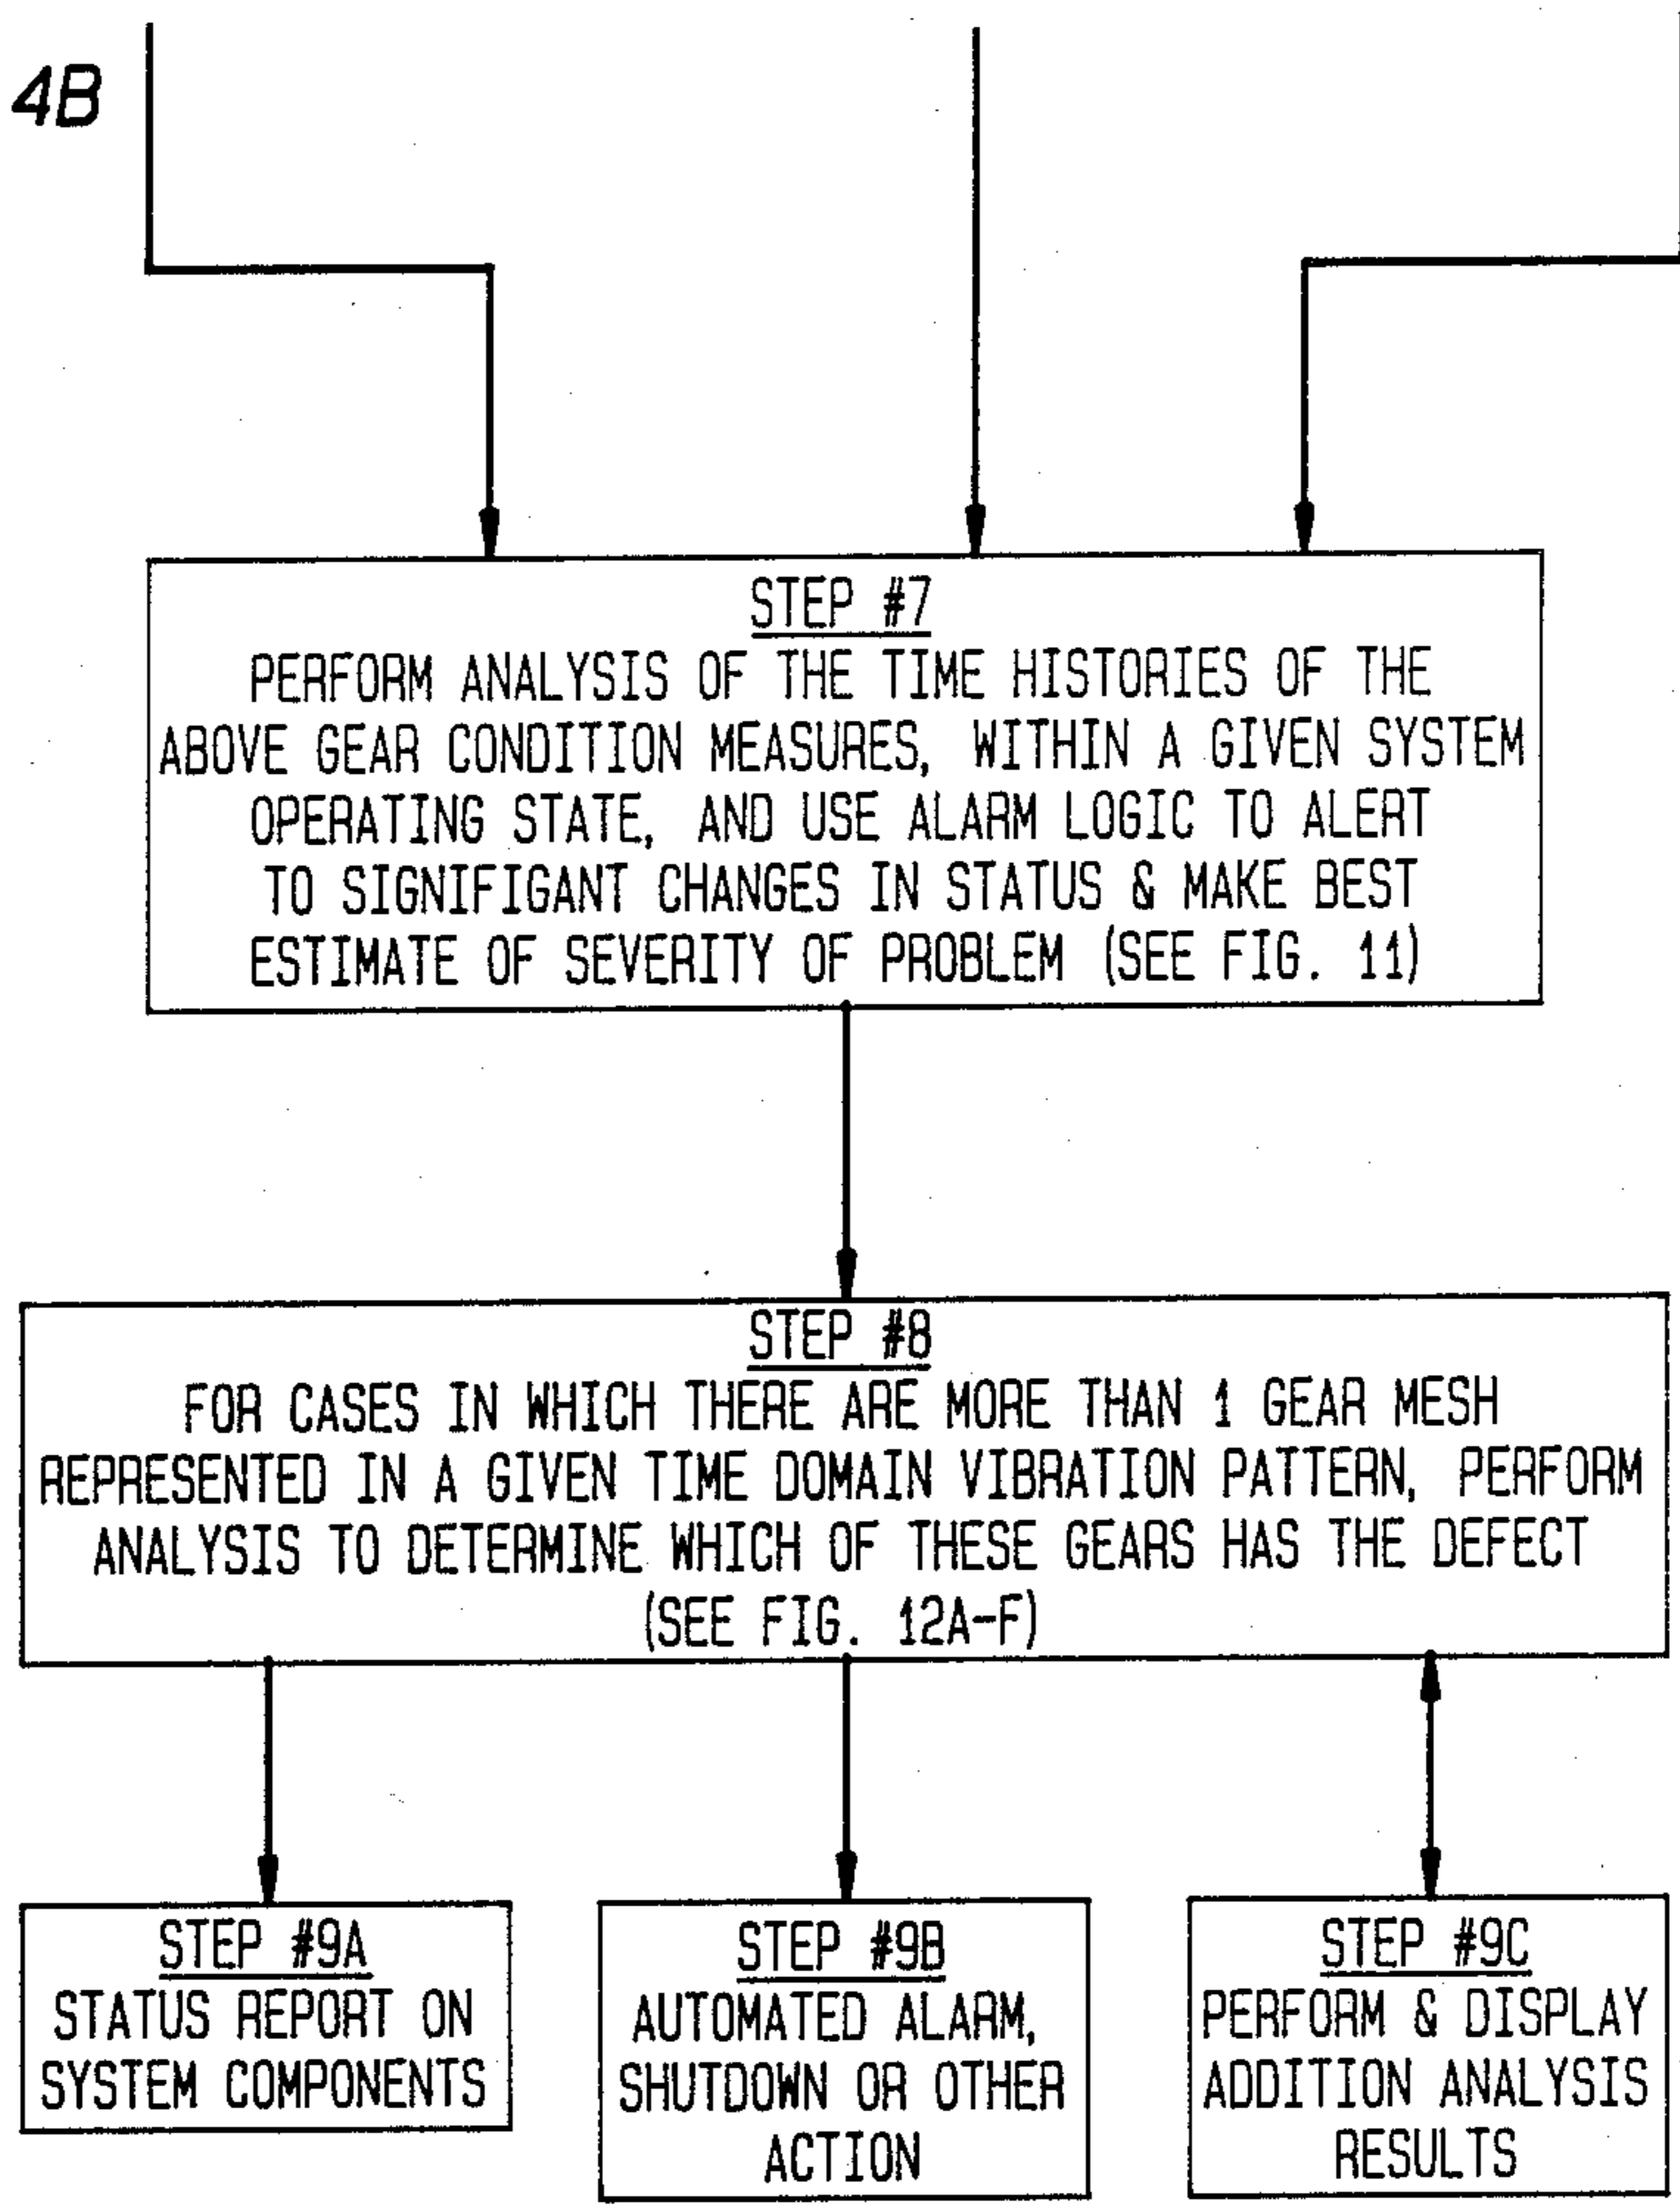 4B
STEP #7
PERFORM ANALYSIS OF THE TIME HISTORIES OF THE
ABOVE GEAR CONDITION MEASURES, WITHIN A GIVEN SYSTEM
OPERATING STATE, AND USE ALARM LOGIC TO ALERT
TO SIGNIFIGANT CHANGES IN STATUS & MAKE BEST
ESTIMATE OF SEVERITY OF PROBLEM (SEE FIG. 11)
STEP #8
FOR CASES IN WHICH THERE ARE MORE THAN 1 GEAR MESH
REPRESENTED IN A GIVEN TIME DOMAIN VIBRATION PATTERN, PERFORM
ANALYSIS TO DETERMINE WHICH OF THESE GEARS HAS THE DEFECT
(SEE FIG. 12A-F)
STEP #9A
STATUS REPORT ON
SYSTEM COMPONENTS
STEP #9B
AUTOMATED ALARM,
SHUTDOWN OR OTHER
ACTION
STEP #9C
PERFORM & DISPLAY
ADDITION ANALYSIS
RESULTS